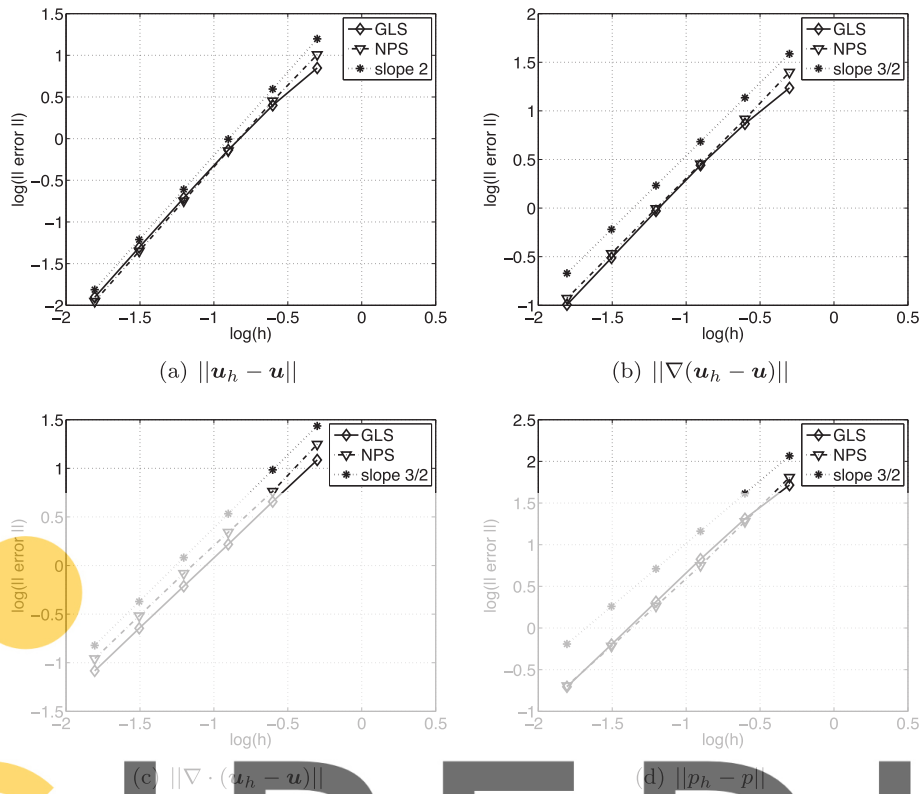 1.5
1
0.5
0
−0.5
−1
−1.5
−2
−2 −1.5 −1 −0.5 0 0.5
log(h)
log(|| error ||)
GLS
NPS
slope 2
(a) ||u_h − u||
2
1.5
1
0.5
0
−0.5
−1
−2 −1.5 −1 −0.5 0 0.5
log(h)
log(|| error ||)
GLS
NPS
slope 3/2
(b) ||∇(u_h − u)||
1.5
1
0.5
0
−0.5
−1
−1.5
−2 −1.5 −1 −0.5 0 0.5
log(h)
log(|| error ||)
GLS
NPS
slope 3/2
(c) ||∇ · (u_h − u)||
2.5
2
1.5
1
0.5
0
−0.5
−1
−2 −1.5 −1 −0.5 0 0.5
log(h)
log(|| error ||)
GLS
NPS
slope 3/2
(d) ||p_h − p||